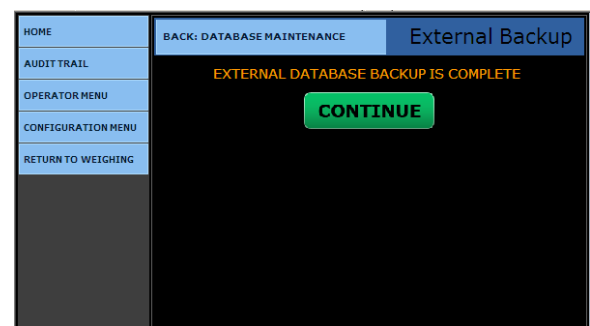 HOME
AUDIT TRAIL
OPERATOR MENU
CONFIGURATION MENU
RETURN TO WEIGHING
BACK: DATABASE MAINTENANCE
External Backup
EXTERNAL DATABASE BACKUP IS COMPLETE
CONTINUE